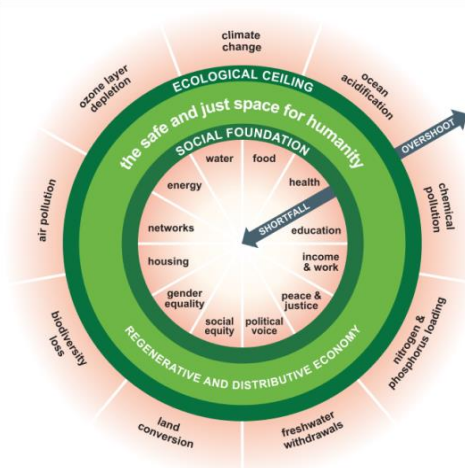 climate
change
ozone layer
depletion
ocean
acidification
ECOLOGICAL CEILING
the safe and just space for humanity
OVERSHOOT
SOCIAL FOUNDATION
water
food
energy
health
air pollution
chemical
pollution
SHORTFALL
networks
education
housing
income
& work
gender
equality
peace &
justice
social
equity
political
voice
biodiversity
loss
nitrogen &
phosphorus loading
REGENERATIVE AND DISTRIBUTIVE ECONOMY
land
conversion
freshwater
withdrawals